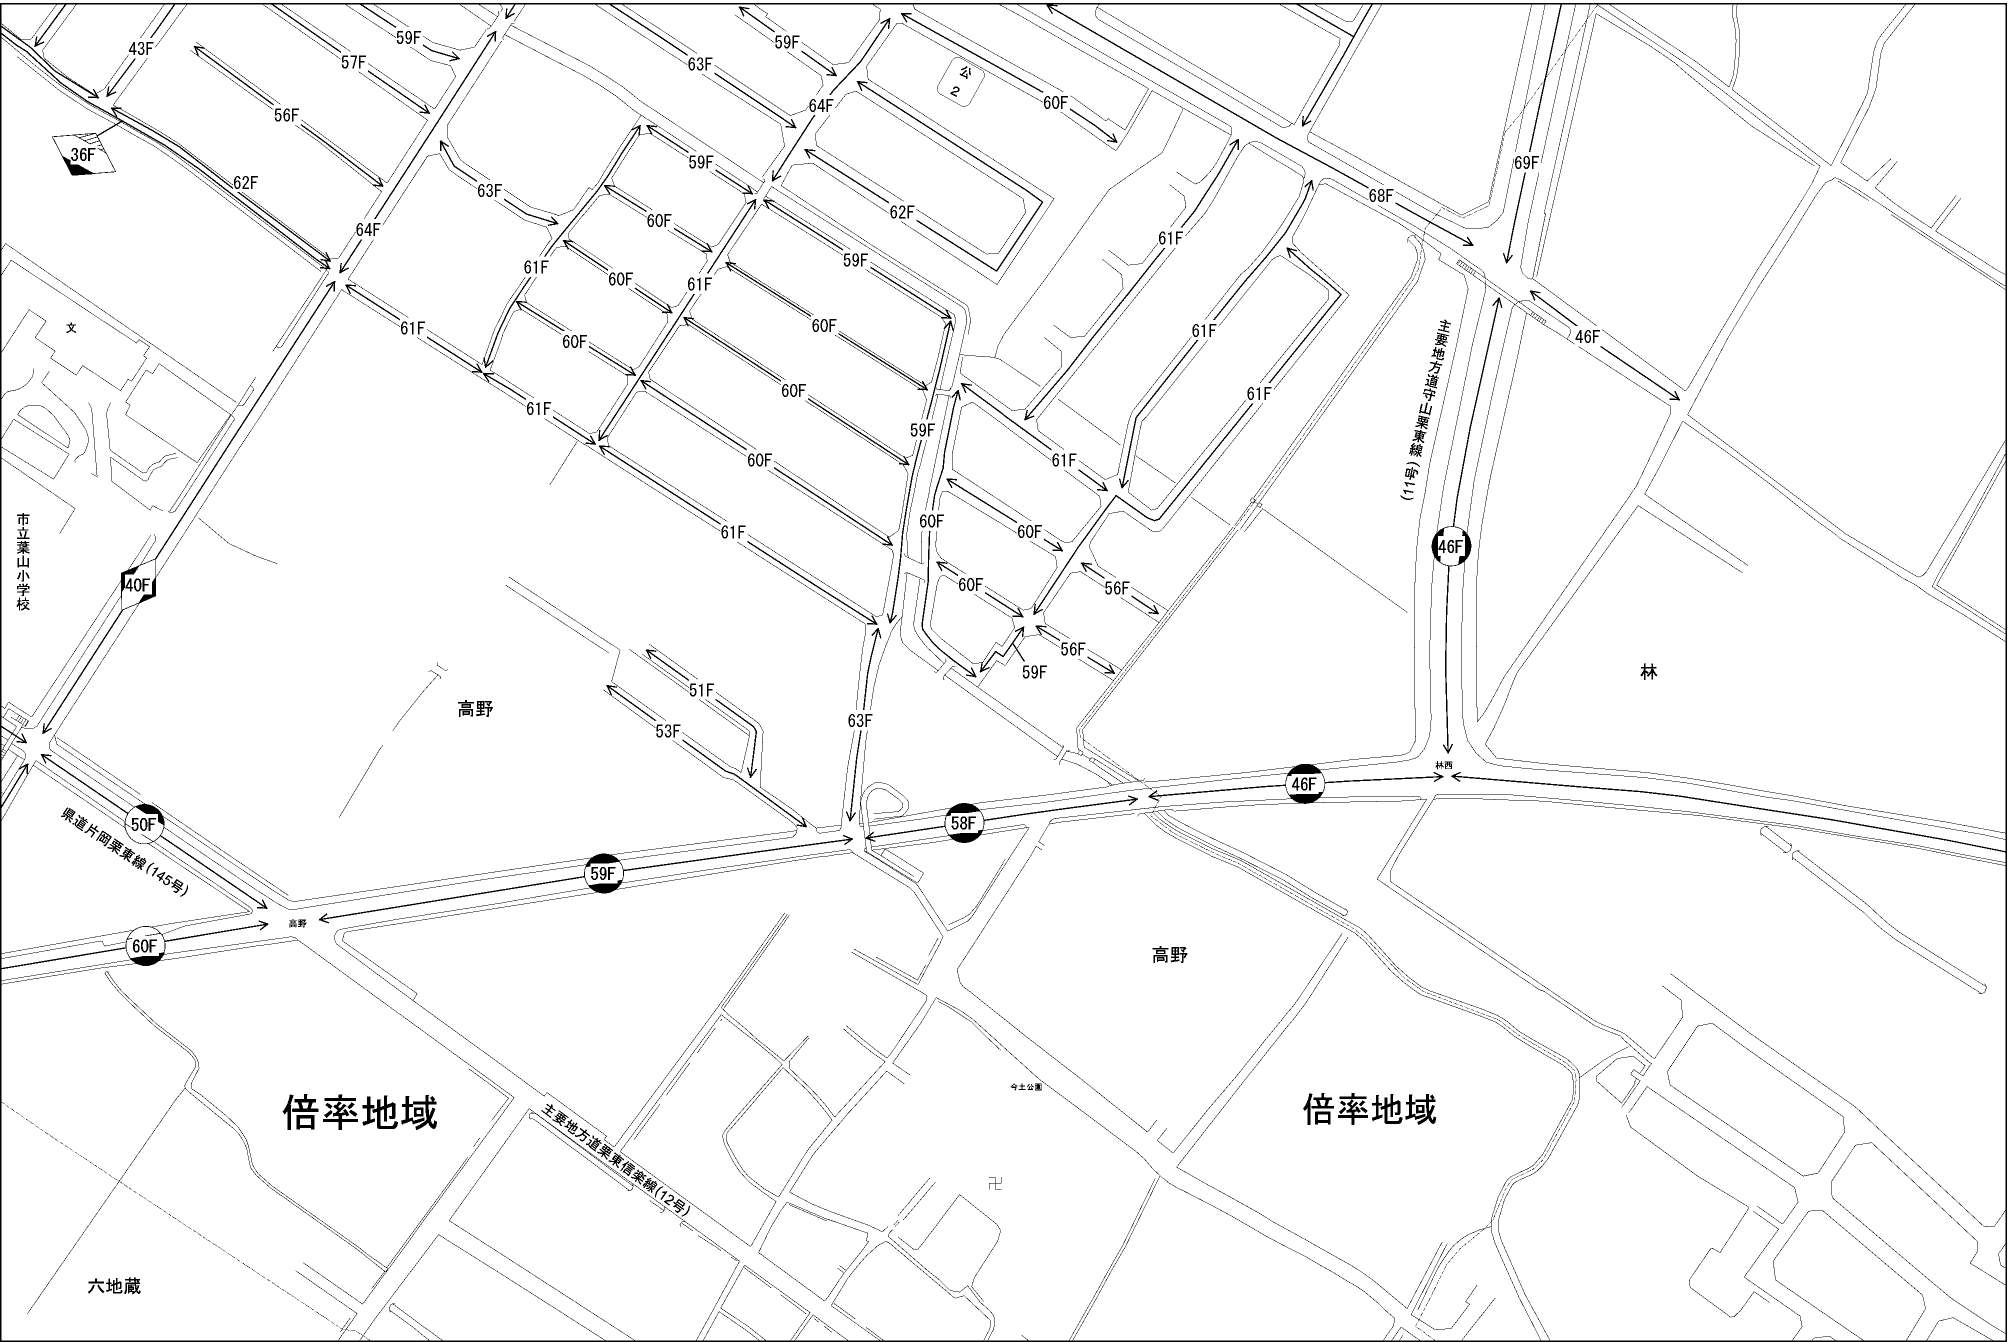 43F
59F
57F
59F
63F
公
2
60F
56F
64F
36F
62F
63F
59F
69F
64F
60F
62F
68F
61F
61F
60F
61F
59F
61F
60F
61F
文
61F
60F
60F
46F
主要地方道守山栗東線(11号)
60F
61F
61F
59F
60F
61F
市立葉山小学校
61F
60F
60F
46F
40F
60F
56F
56F
59F
林
51F
高野
53F
63F
林西
46F
50F
58F
県道片岡栗東線(145号)
59F
高野
60F
高野
今土公園
倍率地域
倍率地域
主要地方道栗東信楽線(12号)
卍
六地蔵